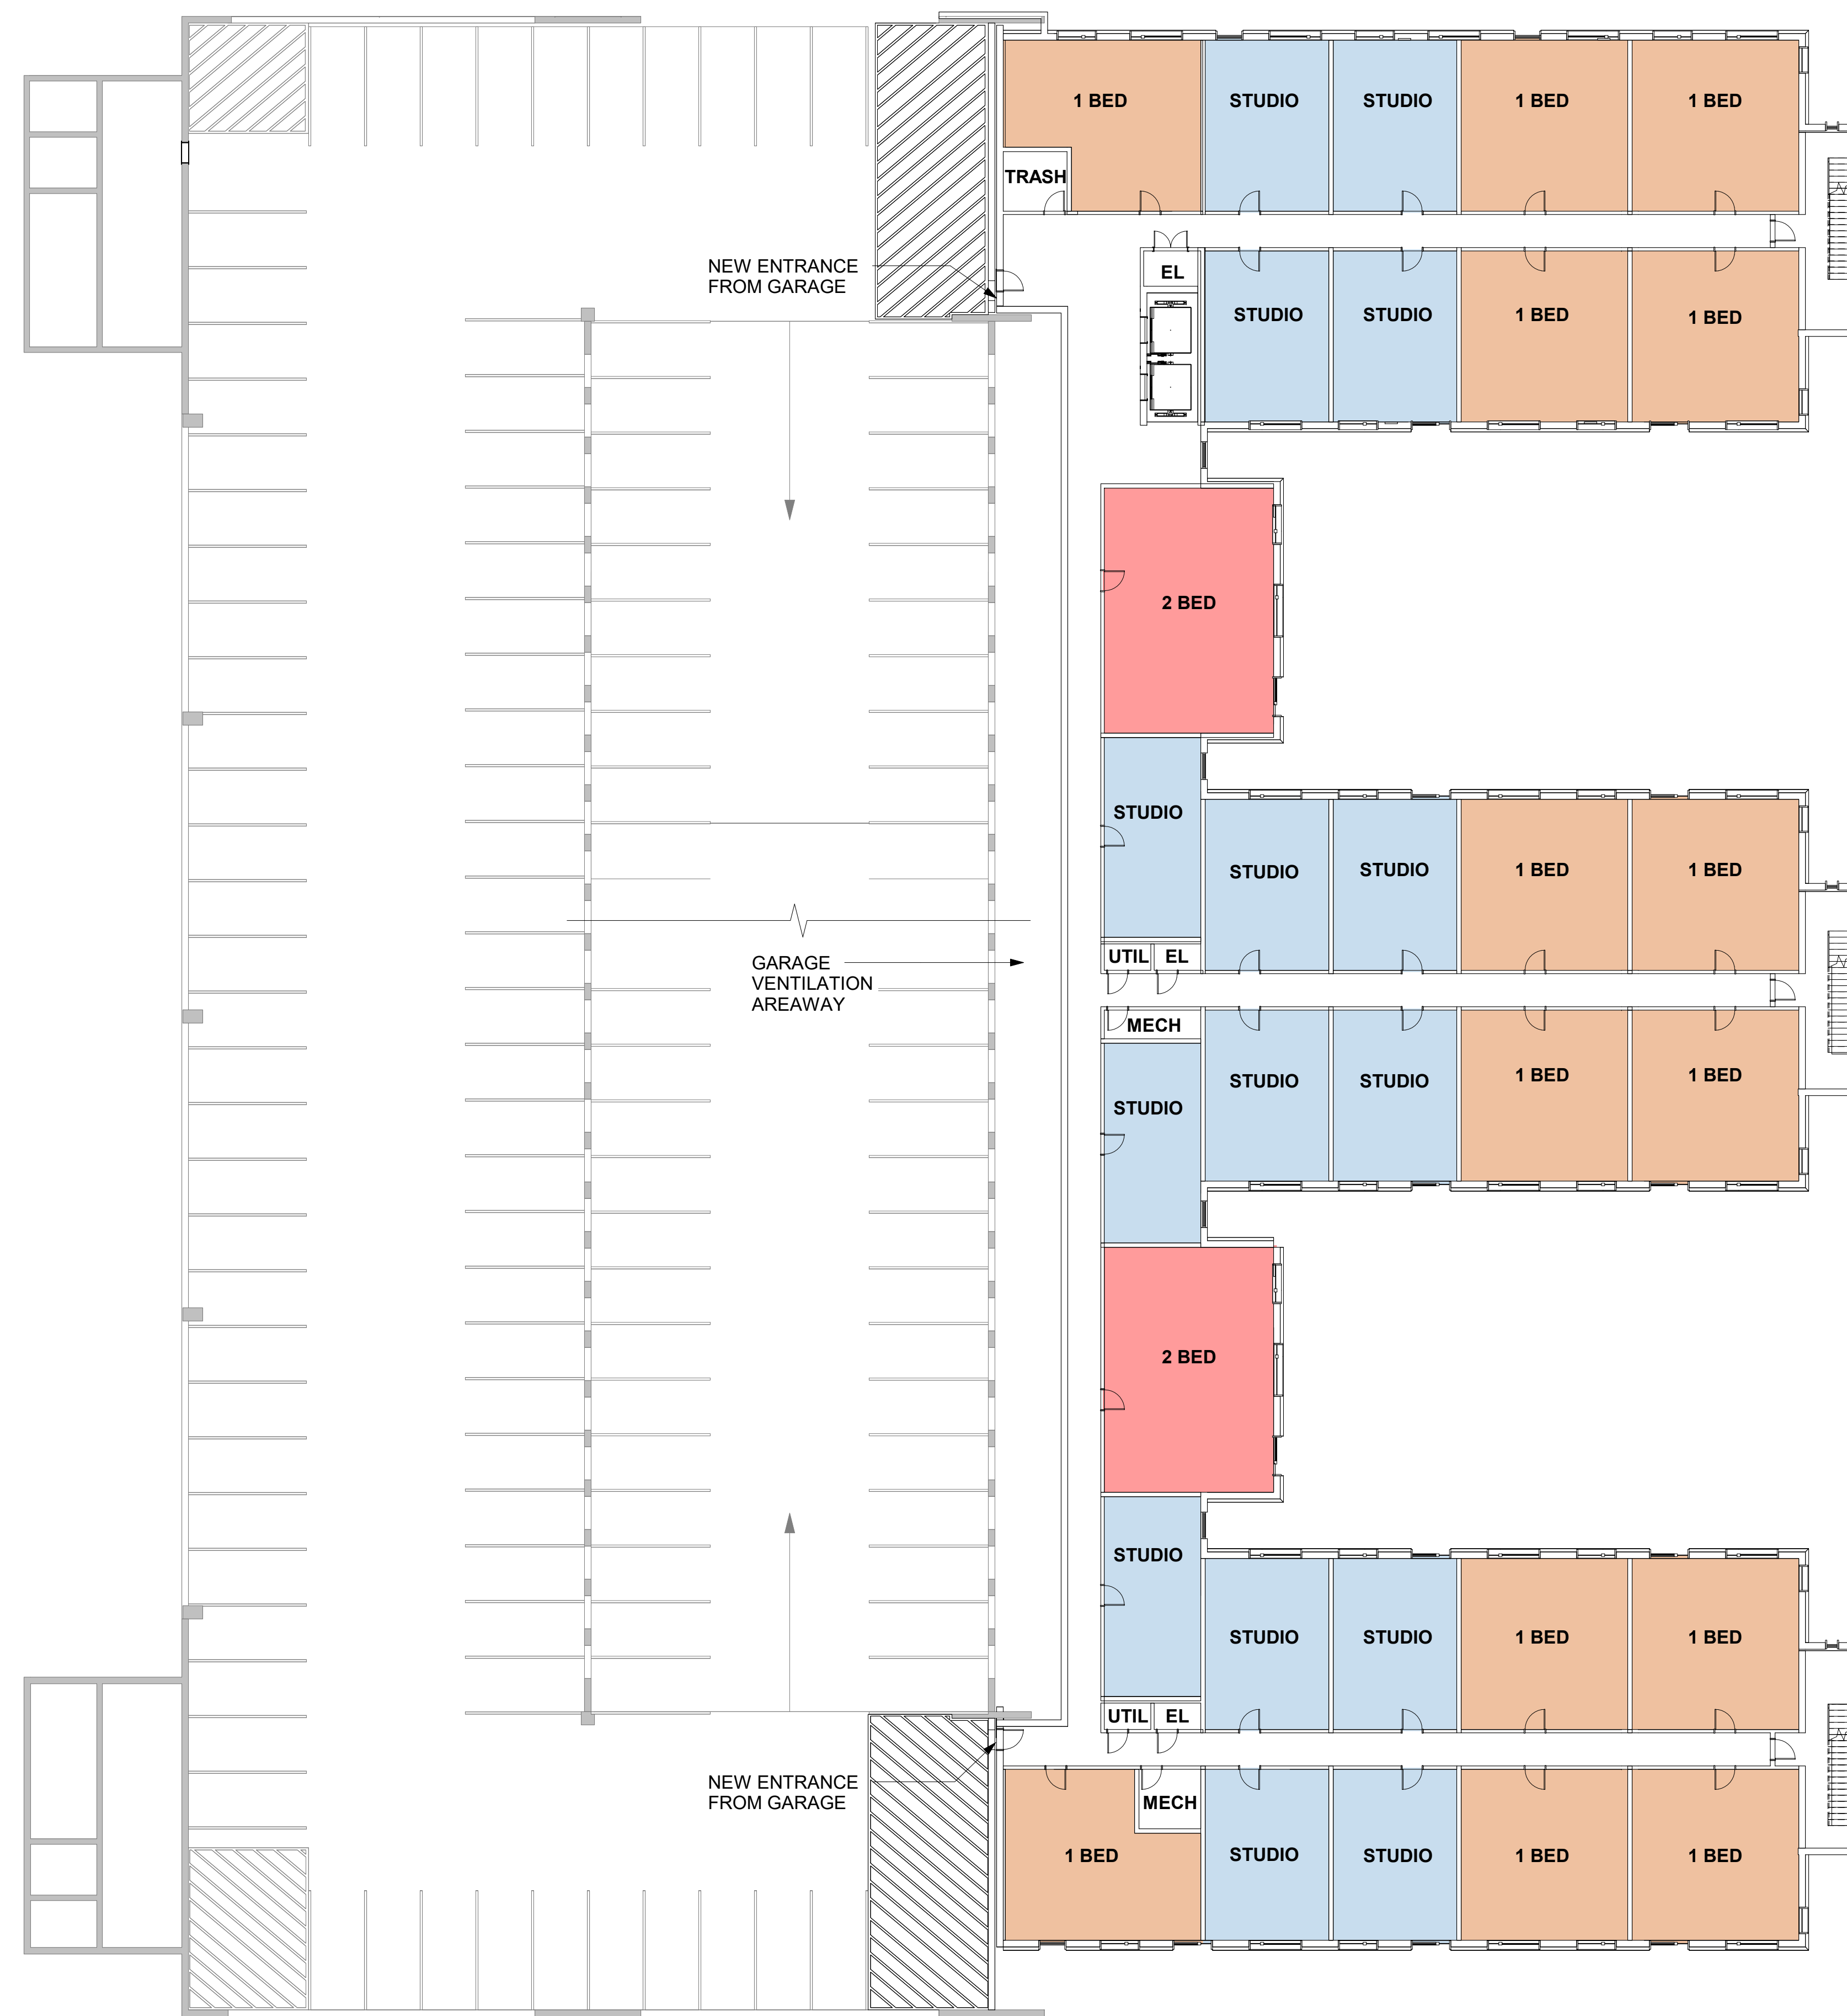 1 BED
STUDIO
STUDIO
1 BED
1 BED
TRASH
NEW ENTRANCE
FROM GARAGE
EL
STUDIO
STUDIO
1 BED
1 BED
2 BED
STUDIO
STUDIO
STUDIO
1 BED
1 BED
UTIL
EL
GARAGE
VENTILATION
AREAWAY
MECH
STUDIO
STUDIO
STUDIO
1 BED
1 BED
2 BED
STUDIO
STUDIO
STUDIO
1 BED
1 BED
UTIL
EL
NEW ENTRANCE
FROM GARAGE
MECH
1 BED
STUDIO
STUDIO
1 BED
1 BED